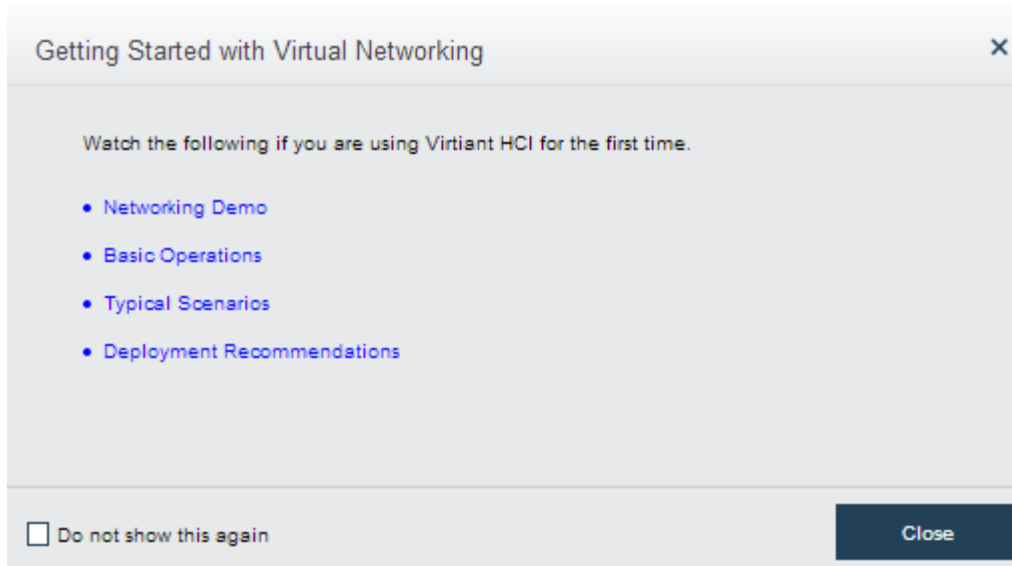 Getting Started with Virtual Networking
Watch the following if you are using Virtiant HCI for the first time.
• Networking Demo
• Basic Operations
• Typical Scenarios
• Deployment Recommendations
Do not show this again
Close